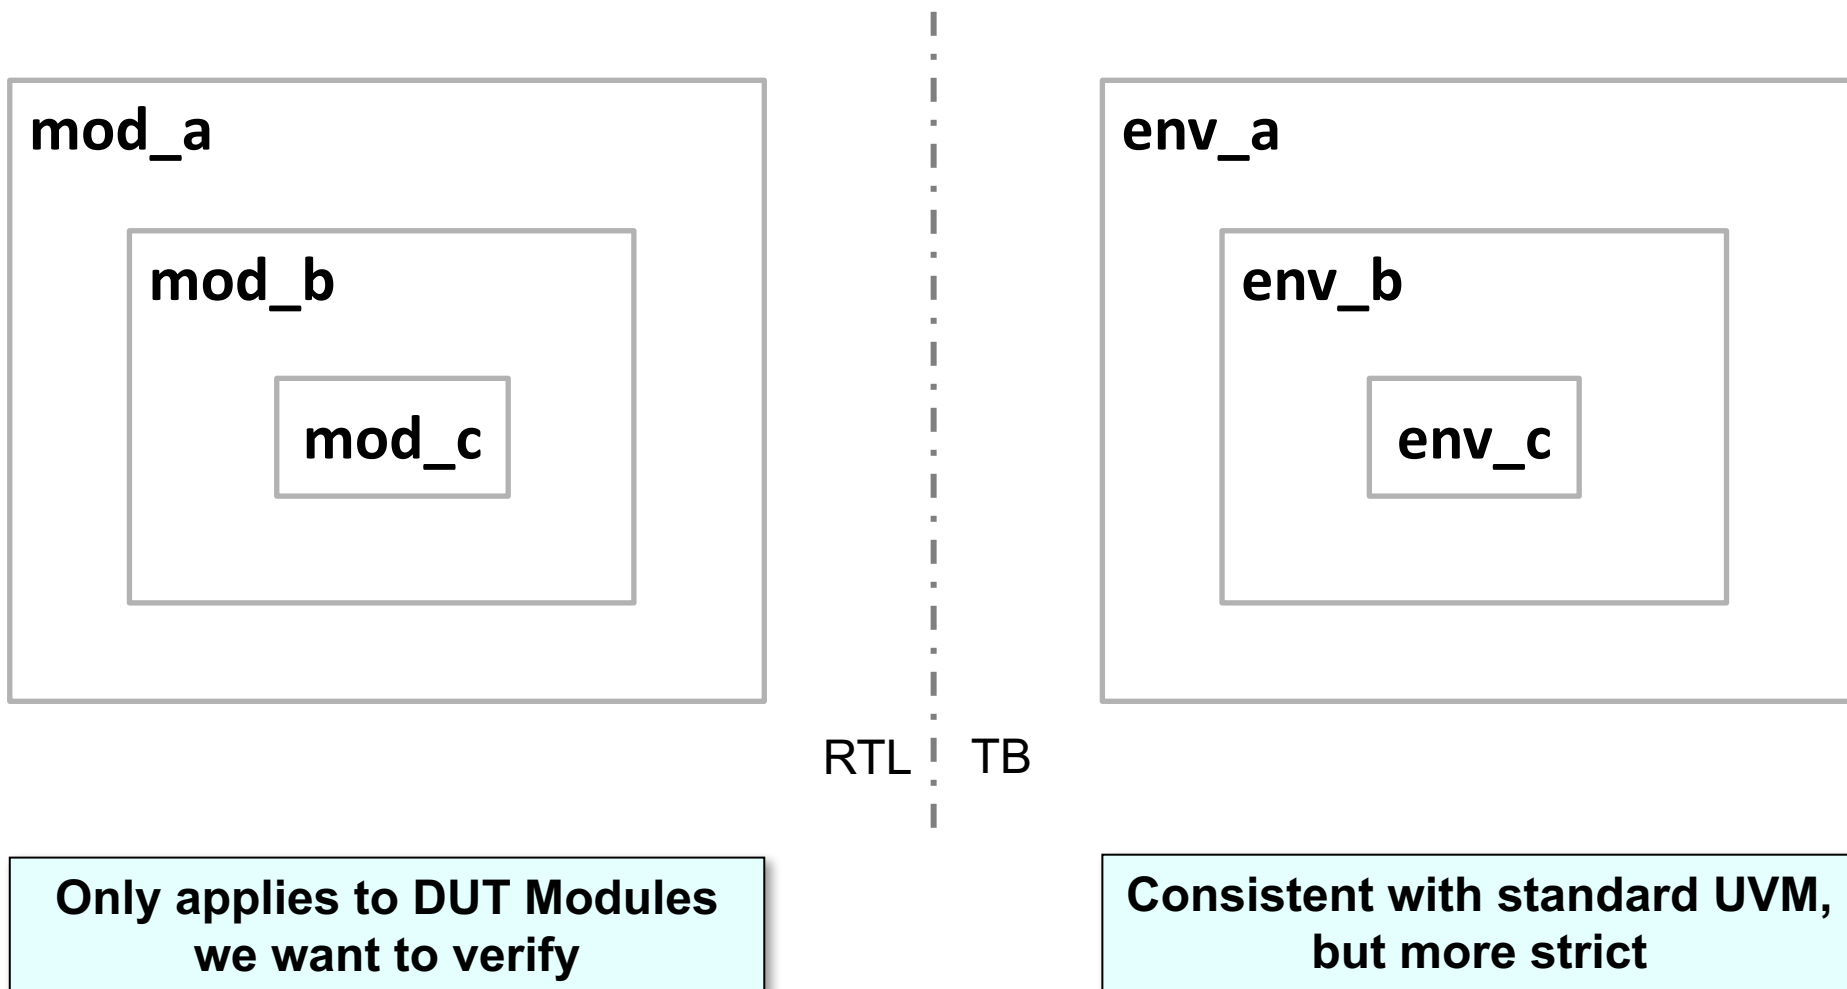 mod_a
mod_b
mod_c
env_a
env_b
env_c
RTL
TB
Only applies to DUT Modules
we want to verify
Consistent with standard UVM,
but more strict